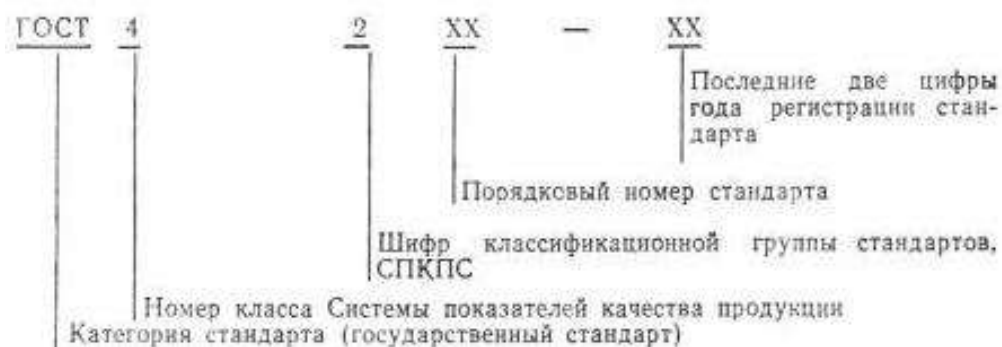 ГОСТ 4 2 XX — XX
Последние две цифры
года регистрации стан-
дарта
Порядковый номер стандарта
Шифр классификационной группы стандартов,
СПКПС
Номер класса Системы показателей качества продукции
Категория стандарта (государственный стандарт)